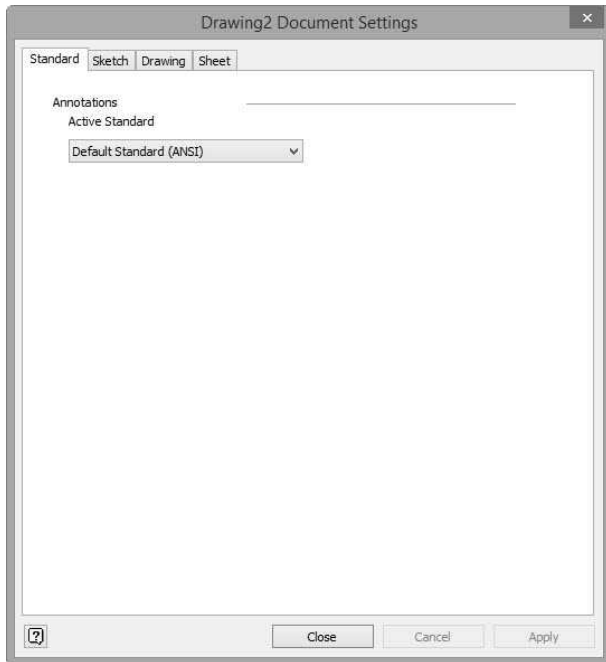 Drawing2 Document Settings
Standard Sketch Drawing Sheet
Annotations
Active Standard
Default Standard (ANSI)
Close Cancel Apply